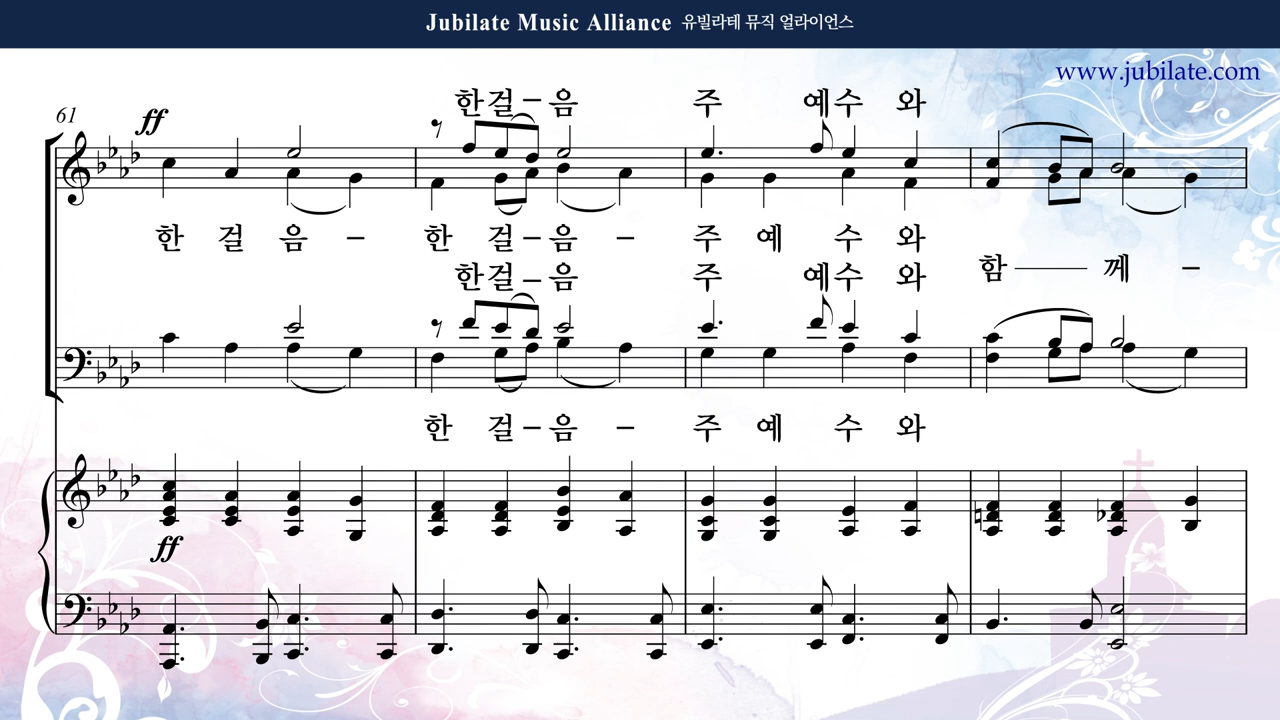 Jubilate Music Alliance 유빌라테 뮤직 얼라이언스
www.jubilate.com
61
ff
한걸-음 주 예수 와
한 걸 음 - 한 걸-음 - 주 예 수 와
한걸-음 주 예수 와
함 — 께 -
한 걸-음 - 주 예 수 와
ff